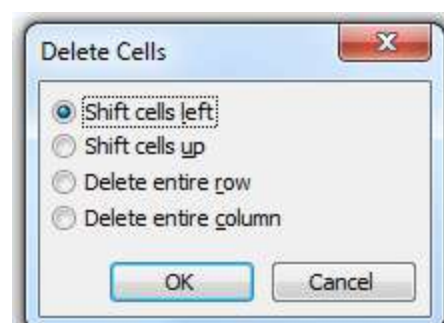 Delete Cells
Shift cells left
Shift cells up
Delete entire row
Delete entire column
OK Cancel